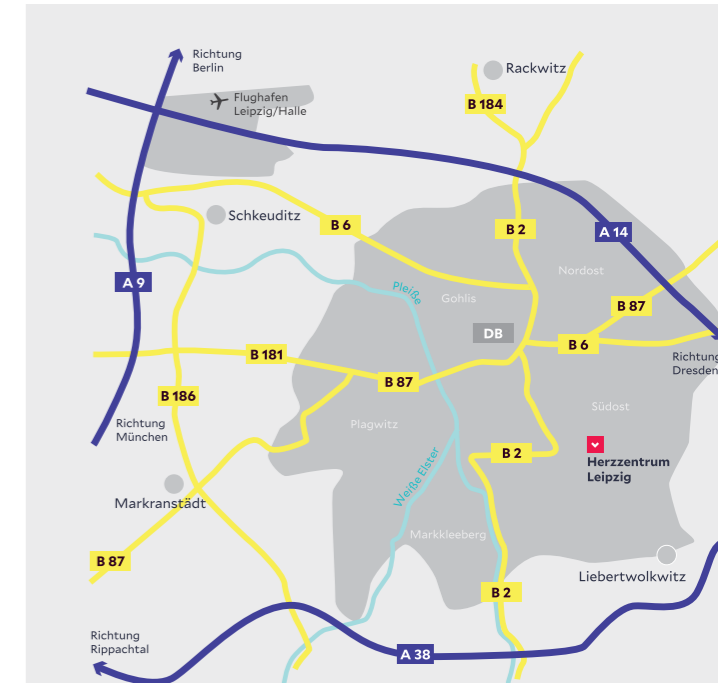 Richtung
Berlin
Rackwitz
Flughafen
Leipzig/Halle
B 184
Schkeuditz
B 6
B 2
A 14
Nordost
A 9
Pleiße
Gohlis
B 87
DB
B 6
B 181
Richtung
Dresden
B 87
B 186
Südost
Richtung
München
Plagwitz
B 2
Herzzentrum
Leipzig
Weiße Elster
Markranstädt
Markkleeberg
B 87
Liebertwolkwitz
B 2
Richtung
Rippachtal
A 38